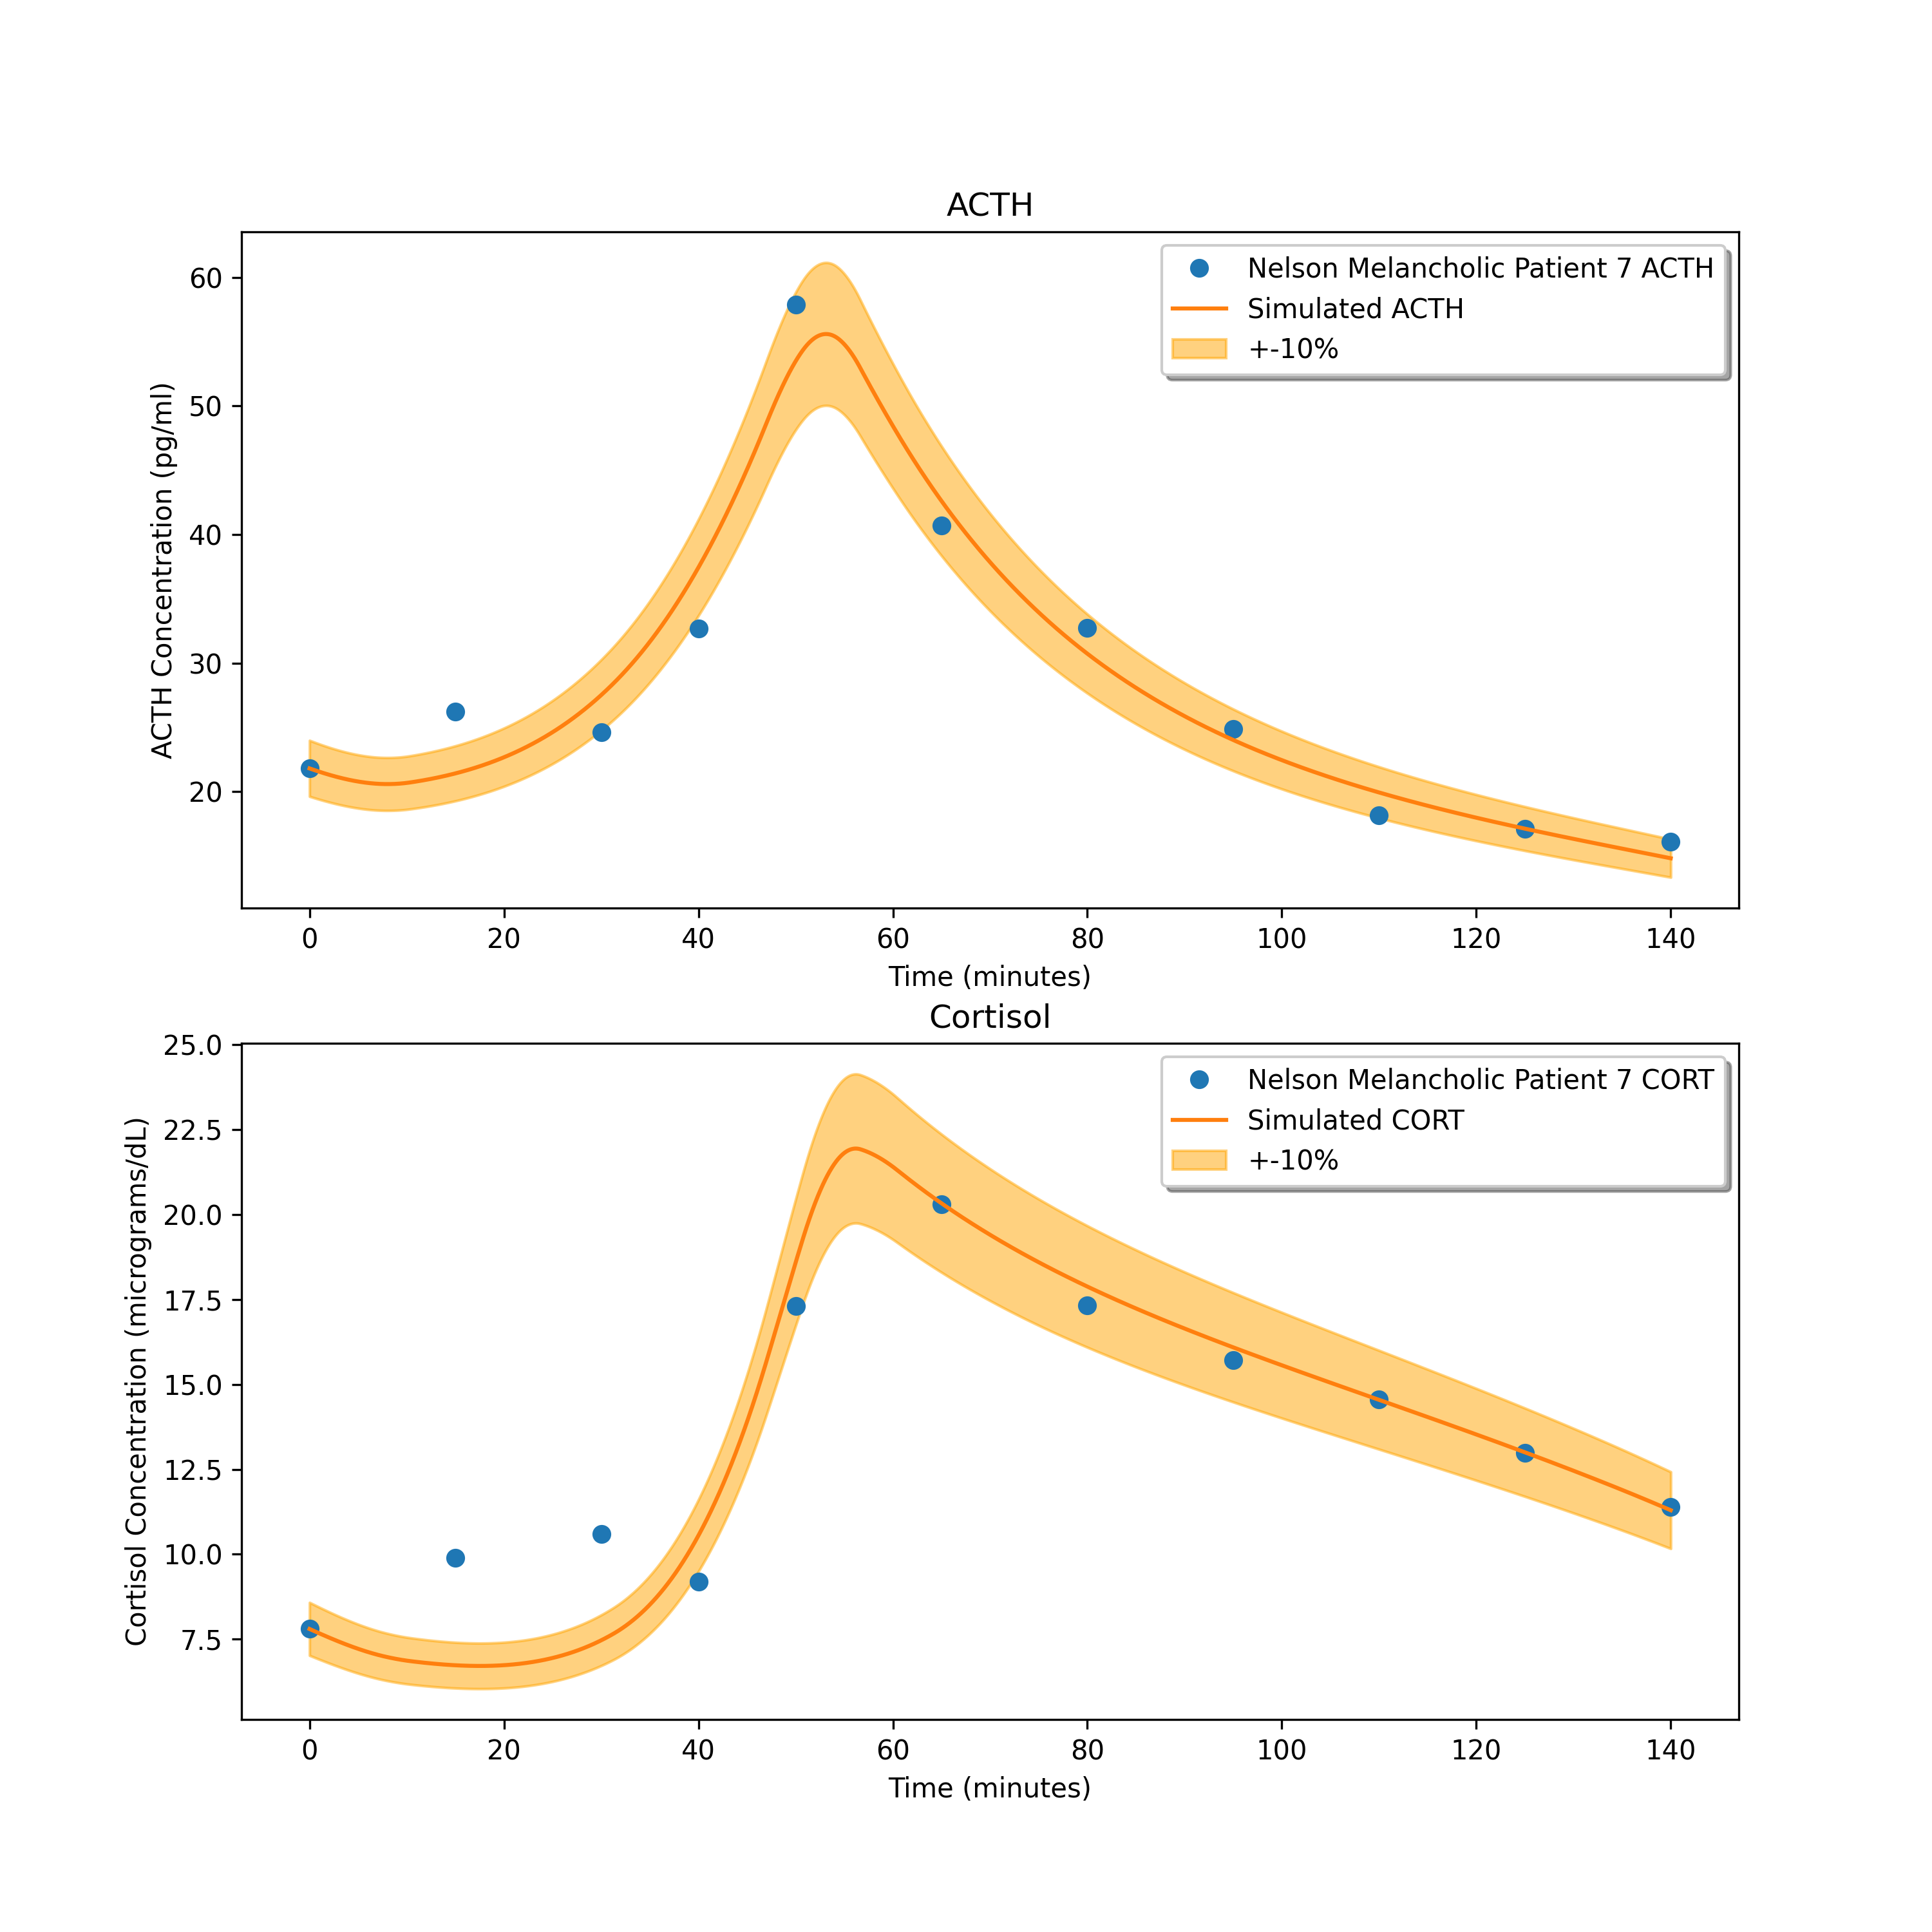 ACTH
60
50
40
30
20
ACTH Concentration (pg/ml)
Nelson Melancholic Patient 7 ACTH
Simulated ACTH
+-10%
0 20 40 60 80 100 120 140
Time (minutes)
Cortisol
25.0
22.5
20.0
17.5
15.0
12.5
10.0
7.5
Cortisol Concentration (micrograms/dL)
Nelson Melancholic Patient 7 CORT
Simulated CORT
+-10%
0 20 40 60 80 100 120 140
Time (minutes)